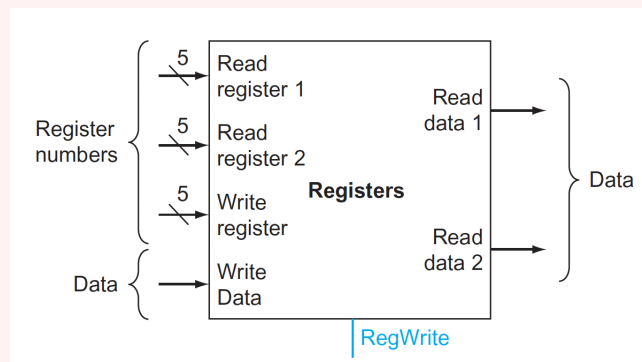 Register
numbers
Data
5
Read
register 1
5
Read
register 2
5
Write
register
Write
Data
Registers
Read
data 1
Read
data 2
Data
RegWrite